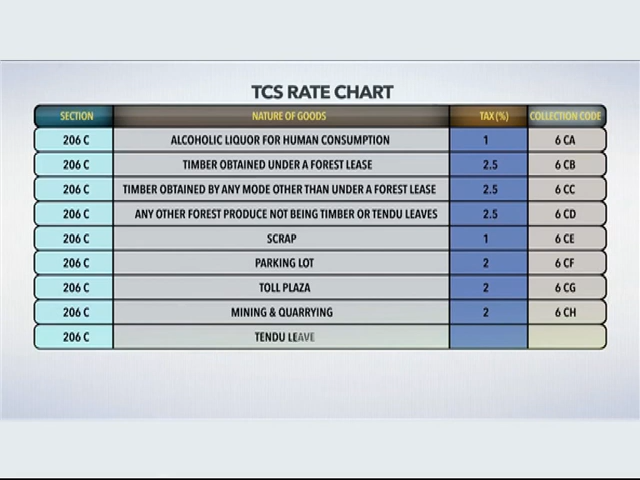 TCS RATE CHART
SECTION NATURE OF GOODS TAX (%) COLLECTION CODE
206 C ALCOHOLIC LIQUOR FOR HUMAN CONSUMPTION 1 6 CA
206 C TIMBER OBTAINED UNDER A FOREST LEASE 2.5 6 CB
206 C TIMBER OBTAINED BY ANY MODE OTHER THAN UNDER A FOREST LEASE 2.5 6 CC
206 C ANY OTHER FOREST PRODUCE NOT BEING TIMBER OR TENDU LEAVES 2.5 6 CD
206 C SCRAP 1 6 CE
206 C PARKING LOT 2 6 CF
206 C TOLL PLAZA 2 6 CG
206 C MINING & QUARRYING 2 6 CH
206 C TENDU LEAVE